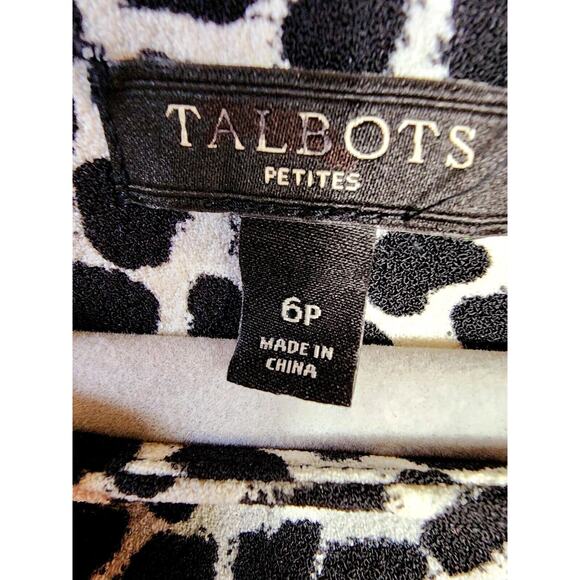 TALBOTS
PETITES
6P
MADE IN
CHINA